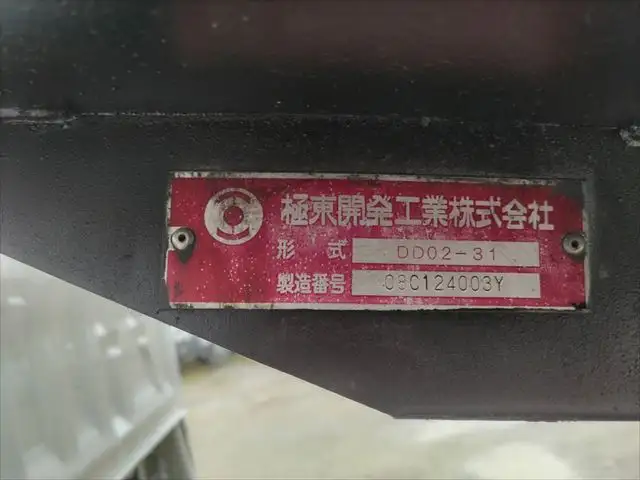 極東開発工業株式会社
形 式 DD02-31
製造番号 08C124003Y